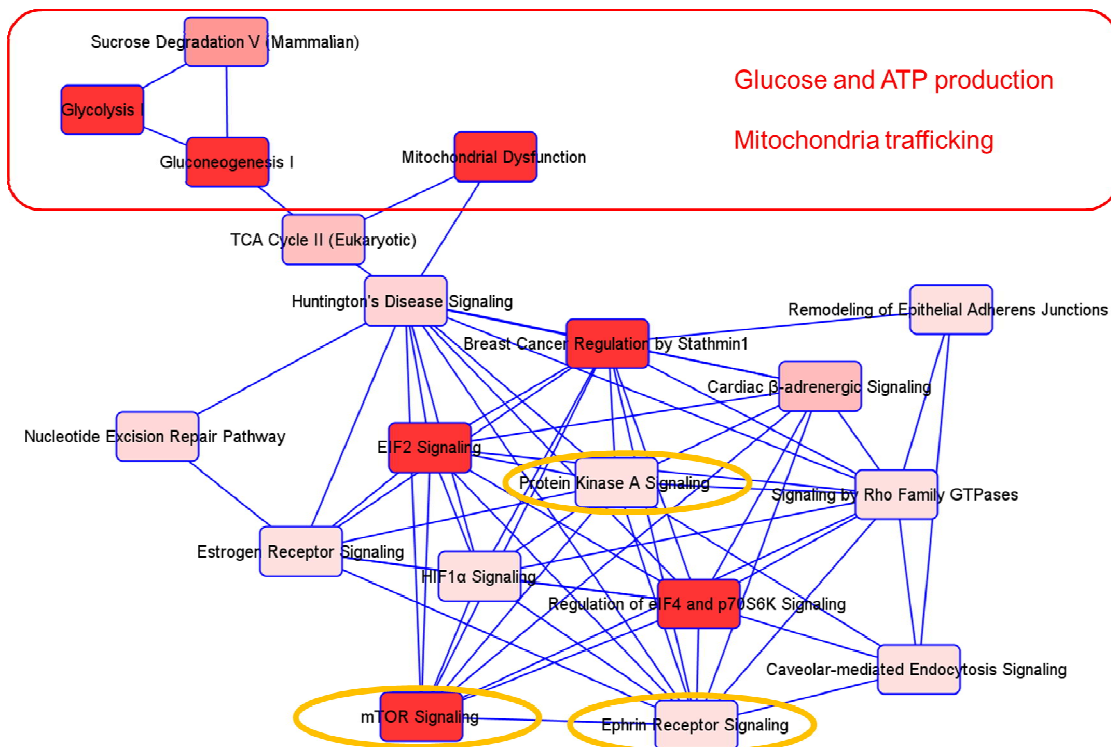 Sucrose Degradation V (Mammalian)
Glucose and ATP production
Glycolysis I
Mitochondria trafficking
Gluconeogenesis I
Mitochondrial Dysfunction
TCA Cycle II (Eukaryotic)
Huntington's Disease Signaling
Remodeling of Epithelial Adherens Junctions
Breast Cancer Regulation by Stathmin1
Cardiac β-adrenergic Signaling
Nucleotide Excision Repair Pathway
EIF2 Signaling
Protein Kinase A Signaling
Signaling by Rho Family GTPases
Estrogen Receptor Signaling
HIF1α Signaling
Regulation of eIF4 and p70S6K Signaling
Caveolar-mediated Endocytosis Signaling
mTOR Signaling
Ephrin Receptor Signaling